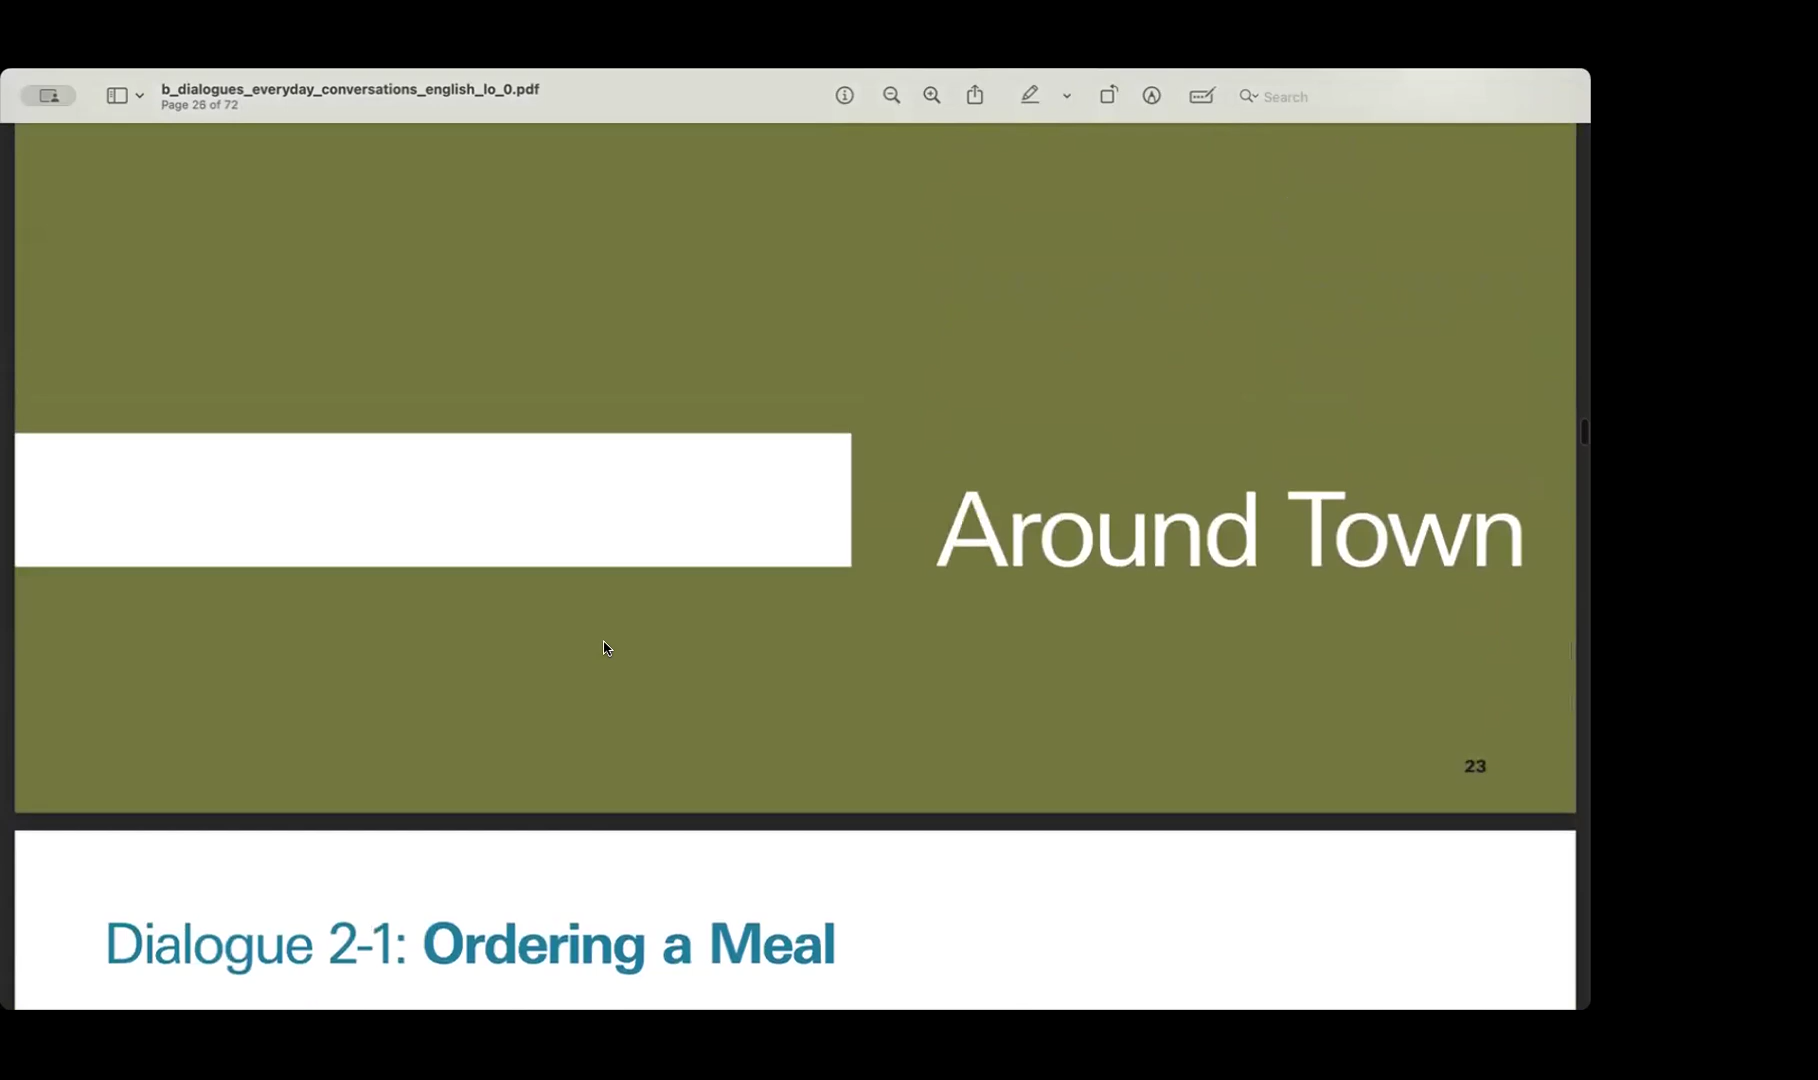 b_dialogues_everyday_conversations_english_lo_0.pdf
Page 26 of 72
Search
Around Town
23
Dialogue 2-1: Ordering a Meal